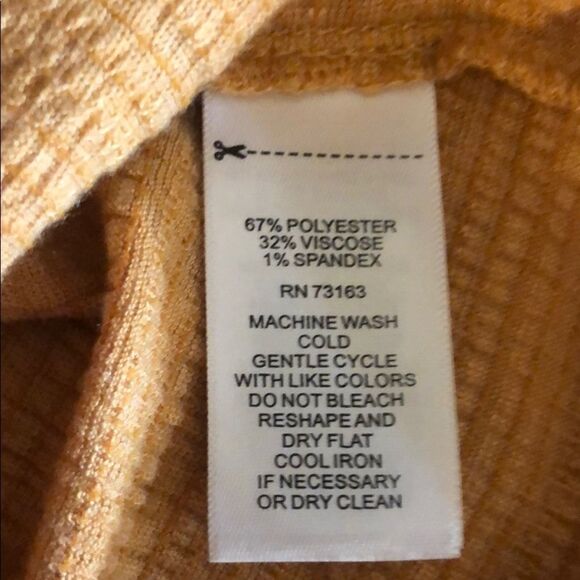 67% POLYESTER
32% VISCOSE
1% SPANDEX
RN 73163
MACHINE WASH
COLD
GENTLE CYCLE
WITH LIKE COLORS
DO NOT BLEACH
RESHAPE AND
DRY FLAT
COOL IRON
IF NECESSARY
OR DRY CLEAN